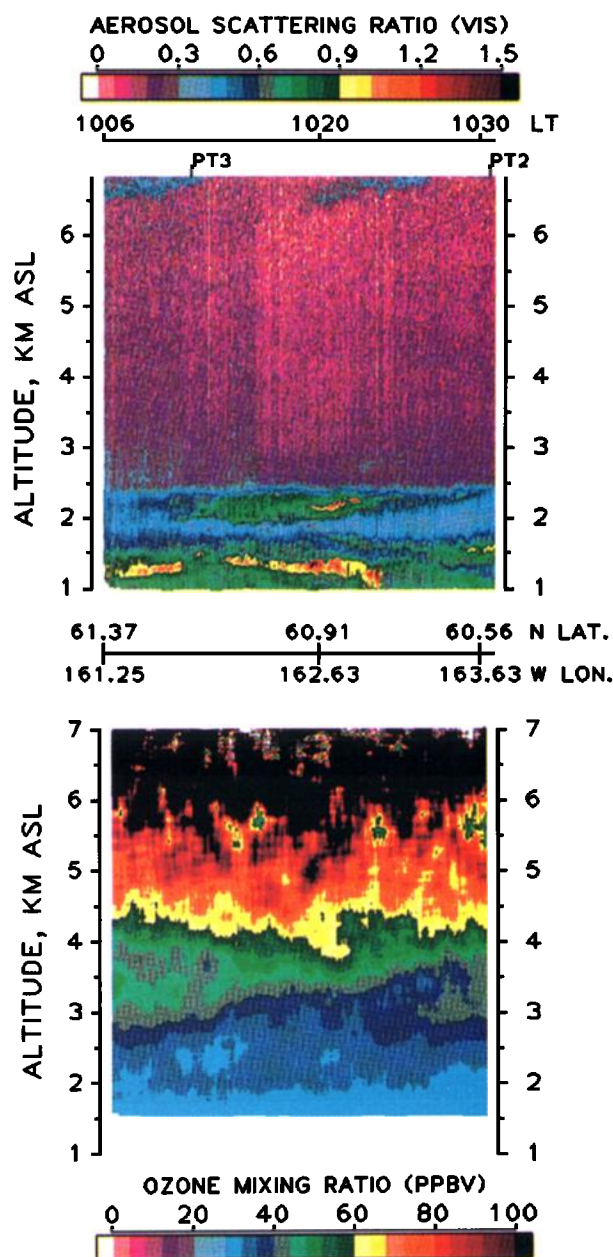 AEROSOL SCATTERING RATIO (VIS)
0 0.3 0.6 0.9 1.2 1.5
1006 1020 1030 LT
PT3 PT2
ALTITUDE, KM ASL
6 6
5 5
4 4
3 3
2 2
1 1
61.37 60.91 60.56 N LAT.
161.25 162.63 163.63 W LON.
ALTITUDE, KM ASL
7 7
6 6
5 5
4 4
3 3
2 2
1 1
OZONE MIXING RATIO (PPBV)
0 20 40 60 80 100